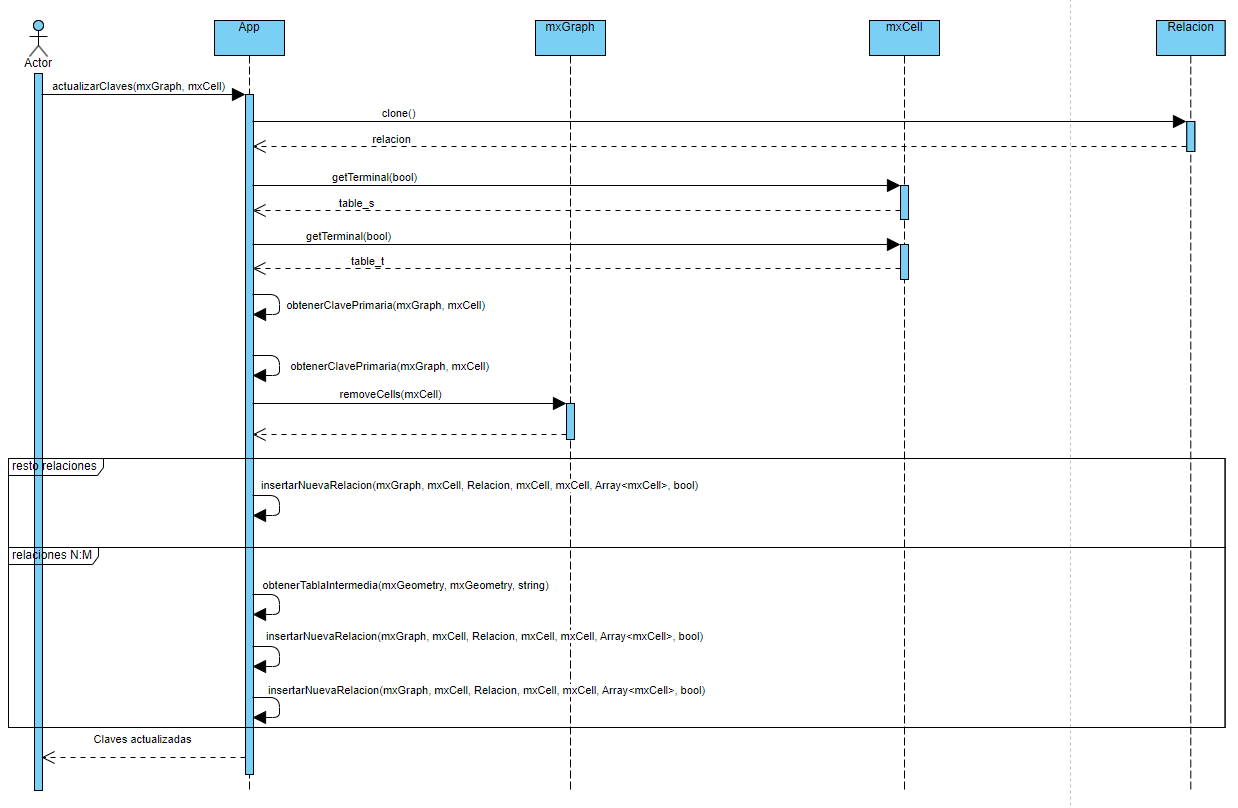 Actor
App
mxGraph
mxCell
Relacion
actualizarClaves(mxGraph, mxCell)
clone()
relacion
getTerminal(bool)
table_s
getTerminal(bool)
table_t
obtenerClavePrimaria(mxGraph, mxCell)
obtenerClavePrimaria(mxGraph, mxCell)
removeCells(mxCell)
resto relaciones
insertarNuevaRelacion(mxGraph, mxCell, Relacion, mxCell, mxCell, Array<mxCell>, bool)
relaciones N:M
obtenerTablaIntermedia(mxGeometry, mxGeometry, string)
insertarNuevaRelacion(mxGraph, mxCell, Relacion, mxCell, mxCell, Array<mxCell>, bool)
insertarNuevaRelacion(mxGraph, mxCell, Relacion, mxCell, mxCell, Array<mxCell>, bool)
Claves actualizadas